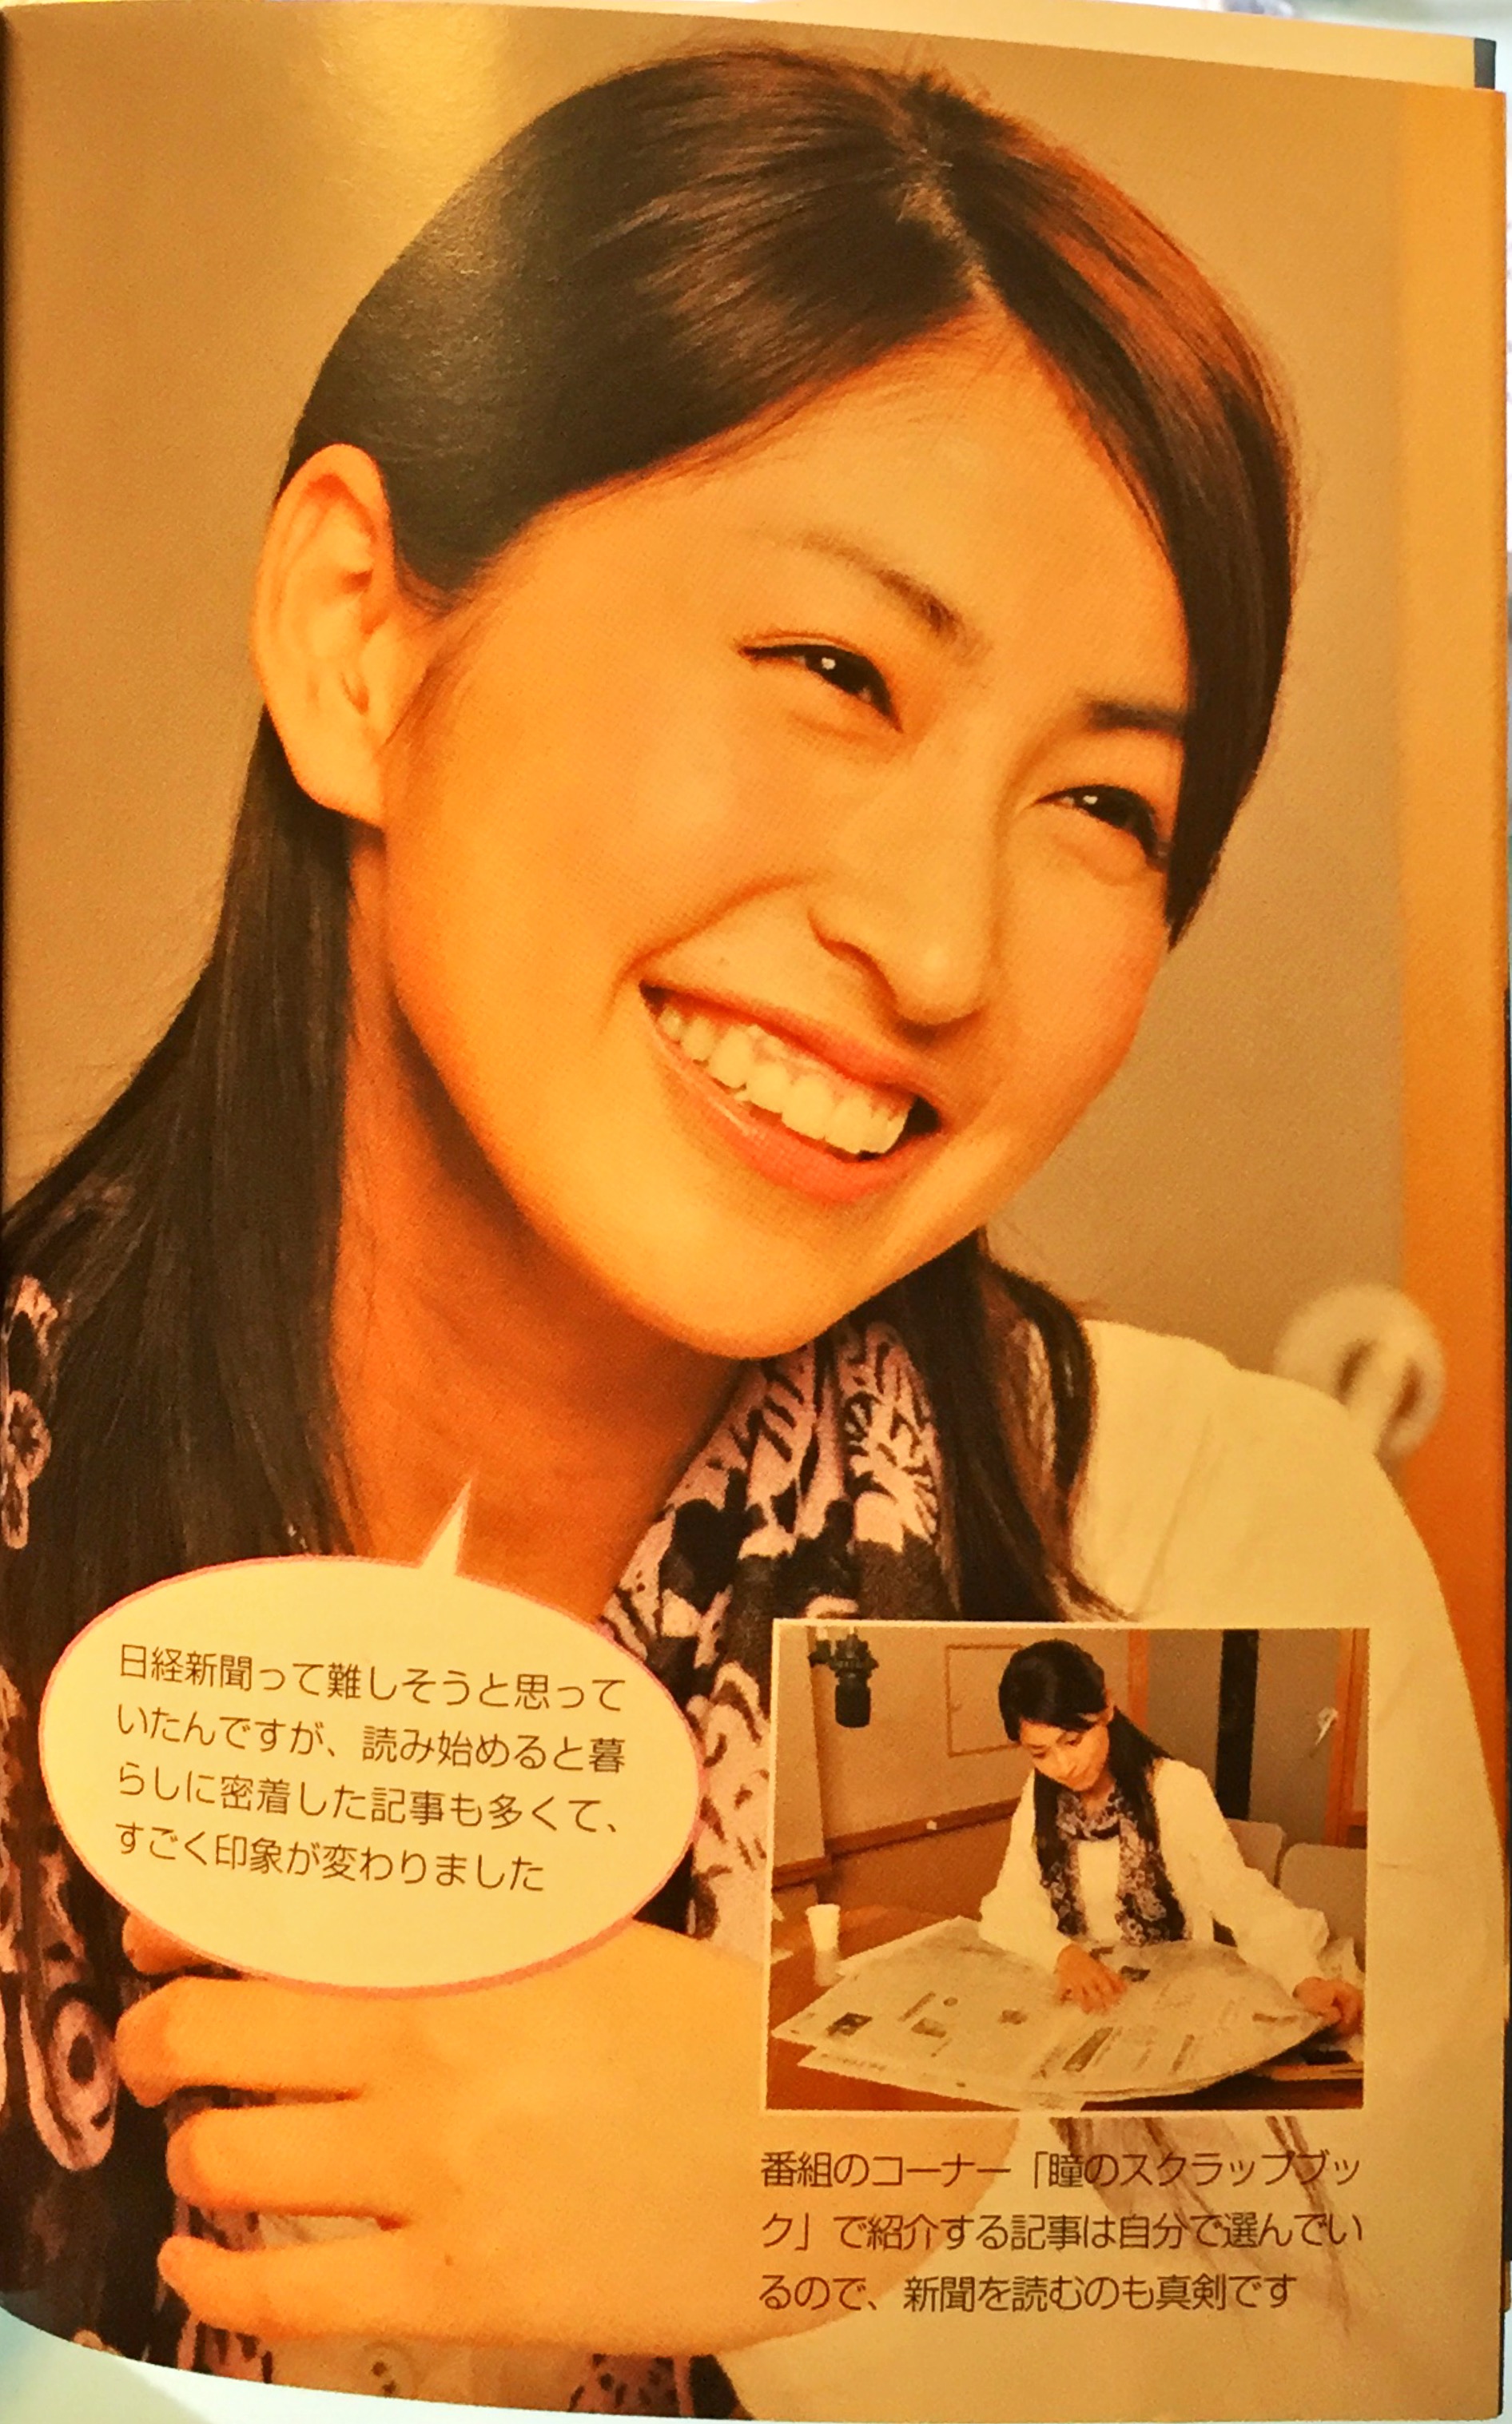 日経新聞って難しそうと思って
いたんですが、読み始めると暮
らしに密着した記事も多くて、
すごく印象が変わりました
番組のコーナー「瞳のスクラップブッ
ク」で紹介する記事は自分で選んでい
るので、新聞を読むのも真剣です